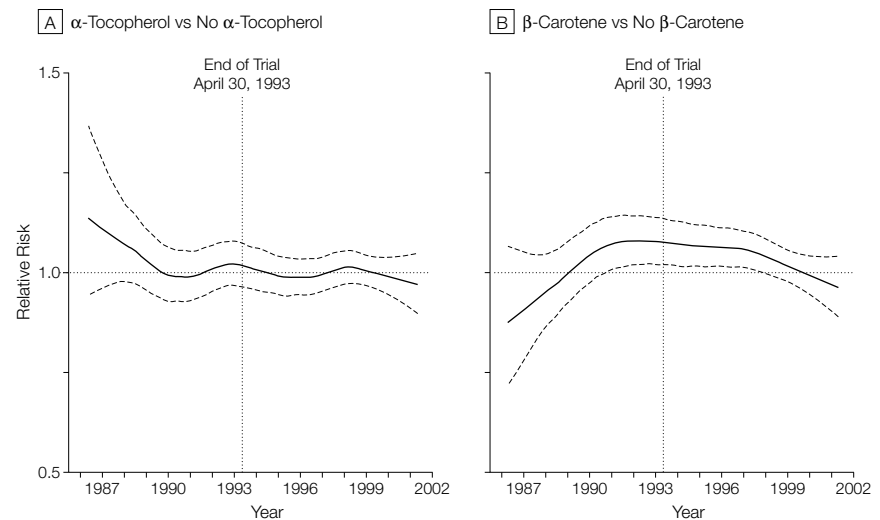 A α-Tocopherol vs No α-Tocopherol
End of Trial
April 30, 1993
1.5
1.0
0.5
Relative Risk
1987 1990 1993 1996 1999 2002
Year
B β-Carotene vs No β-Carotene
End of Trial
April 30, 1993
1987 1990 1993 1996 1999 2002
Year